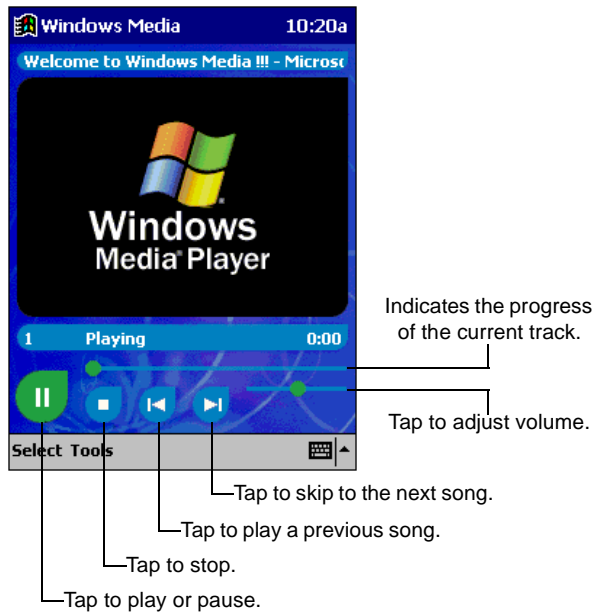 Windows Media 10:20a
Welcome to Windows Media !!! - Microsc
Windows
Media Player
Indicates the progress
of the current track.
1 Playing 0:00
Tap to adjust volume.
Select Tools
Tap to skip to the next song.
Tap to play a previous song.
Tap to stop.
Tap to play or pause.